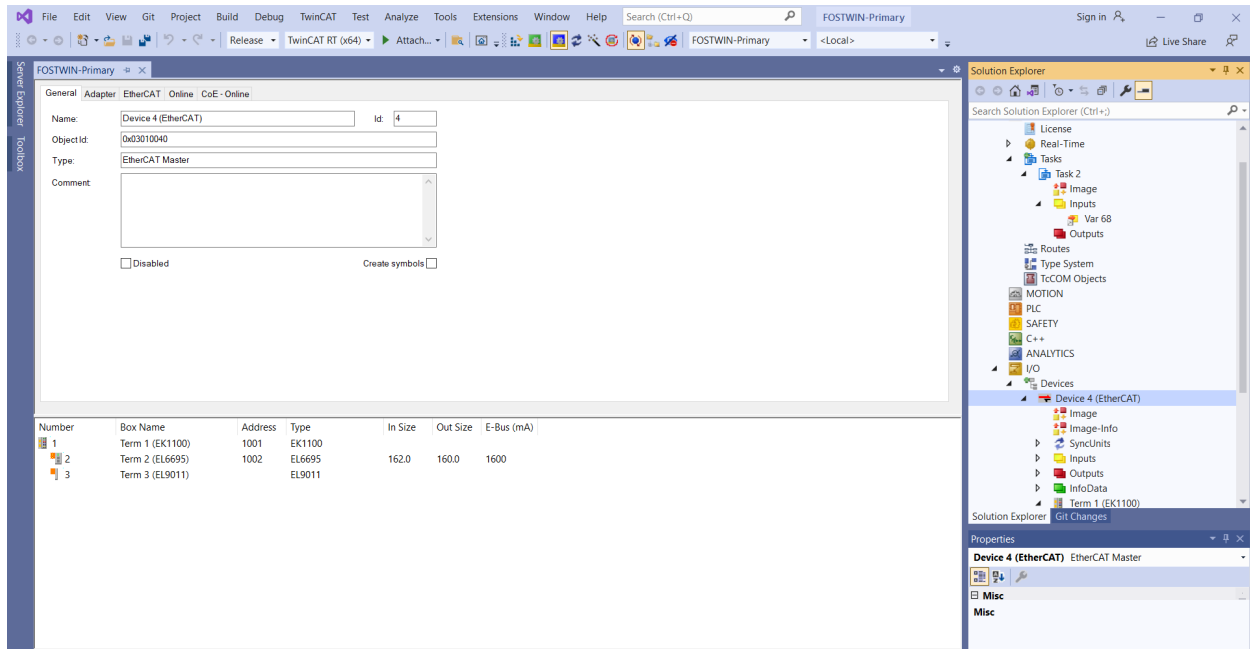 File Edit View Git Project Build Debug TwinCAT Test Analyze Tools Extensions Window Help Search (Ctrl+Q) FOSTWIN-Primary Sign in
Release TwinCAT RT (x64) Attach... FOSTWIN-Primary <Local> Live Share
Server Explorer
Toolbox
FOSTWIN-Primary
General Adapter EtherCAT Online CoE - Online
Name: Device 4 (EtherCAT) Id: 4
Object Id: 0x03010040
Type: EtherCAT Master
Comment:
Disabled Create symbols
Number Box Name Address Type In Size Out Size E-Bus (mA)
1 Term 1 (EK1100) 1001 EK1100
2 Term 2 (EL6695) 1002 EL6695 162.0 160.0 1600
3 Term 3 (EL9011) EL9011
Solution Explorer
Search Solution Explorer (Ctrl+;)
License
Real-Time
Tasks
Task 2
Image
Inputs
Var 68
Outputs
Routes
Type System
TcCOM Objects
MOTION
PLC
SAFETY
C++
ANALYTICS
I/O
Devices
Device 4 (EtherCAT)
Image
Image-Info
SyncUnits
Inputs
Outputs
InfoData
Term 1 (EK1100)
Solution Explorer Git Changes
Properties
Device 4 (EtherCAT) EtherCAT Master
Misc
Misc